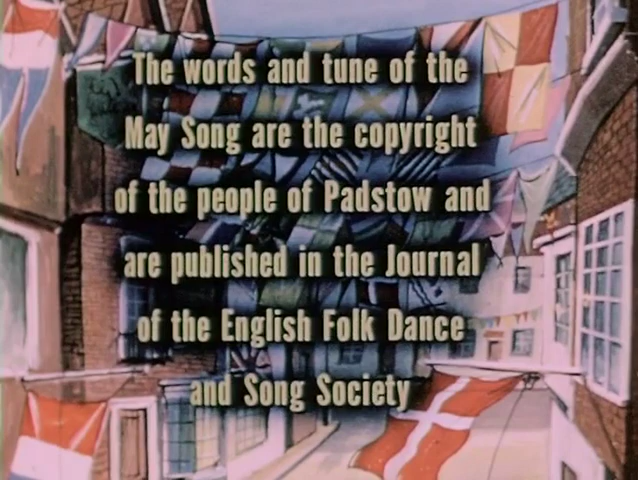 The words and tune of the
May Song are the copyright
of the people of Padstow and
are published in the Journal
of the English Folk Dance
and Song Society